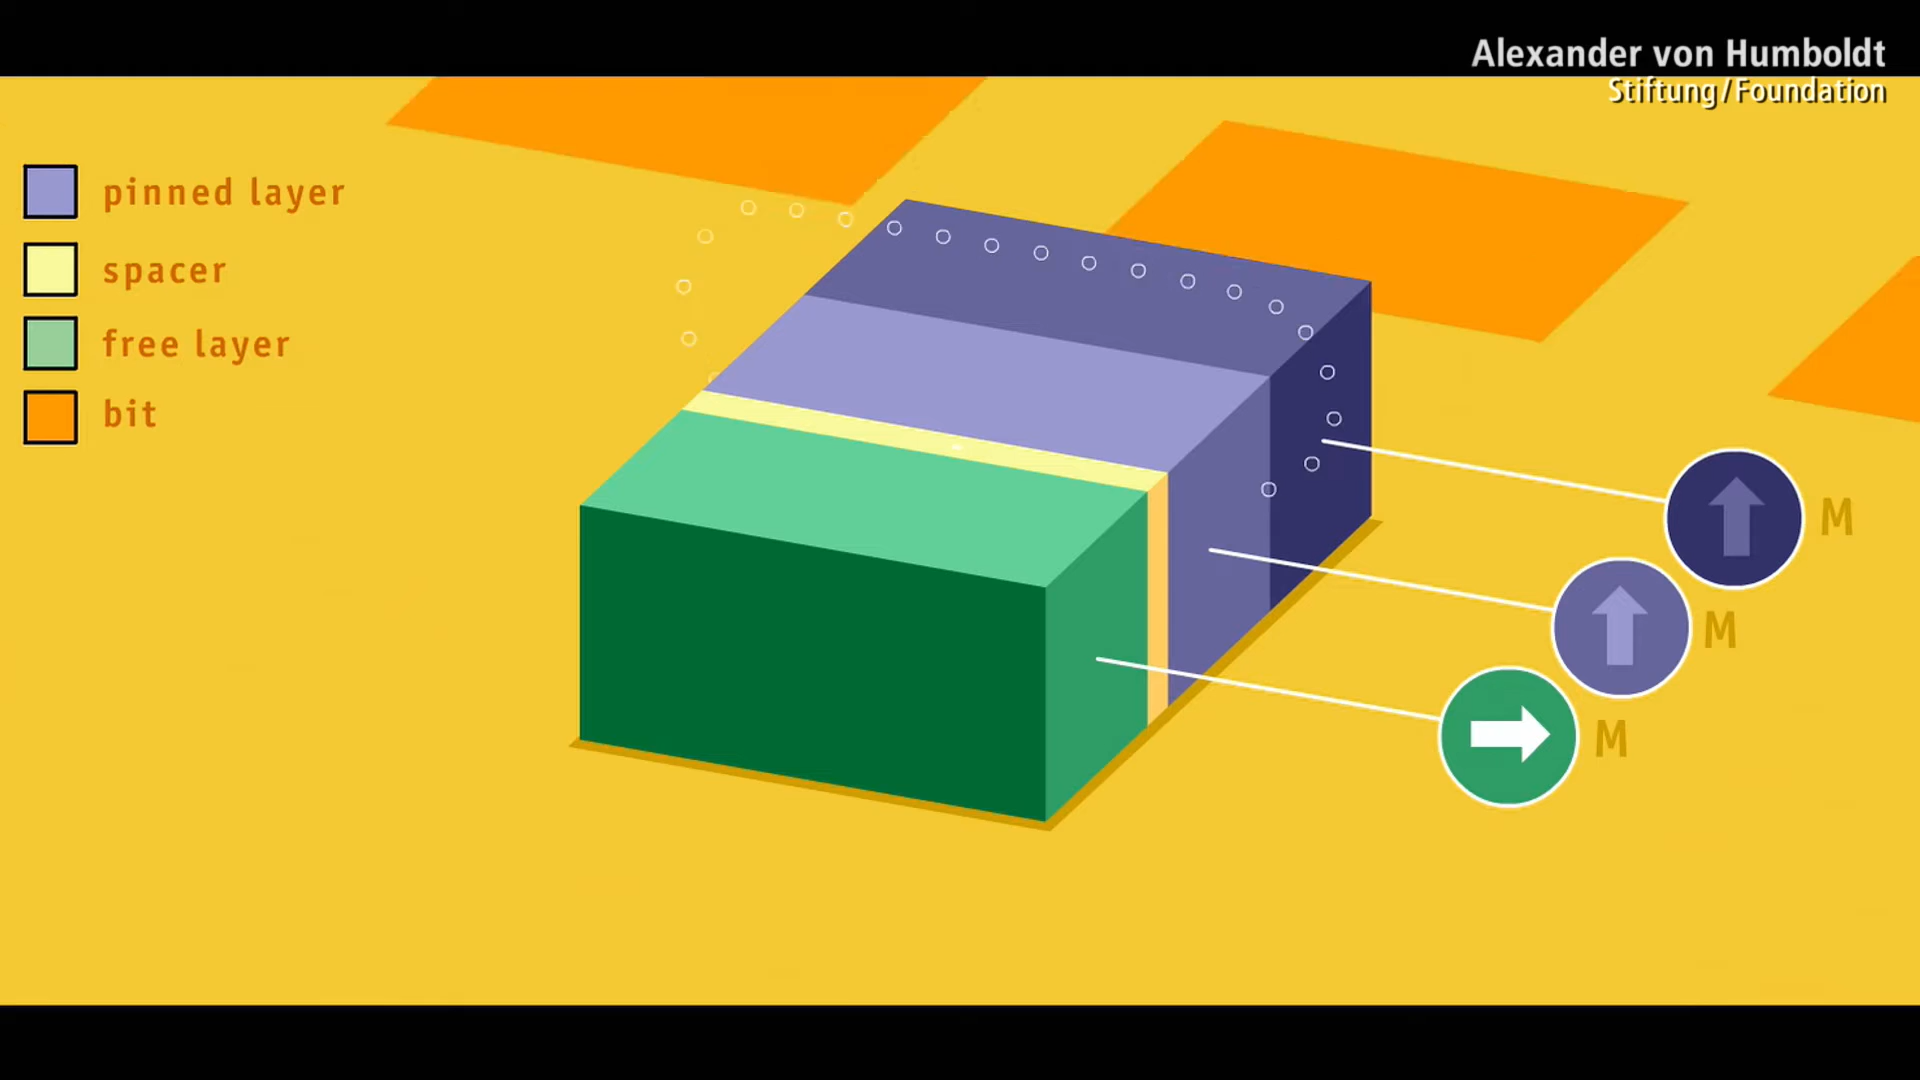 Alexander von Humboldt
Stiftung/Foundation
pinned layer
spacer
free layer
bit
M
M
M